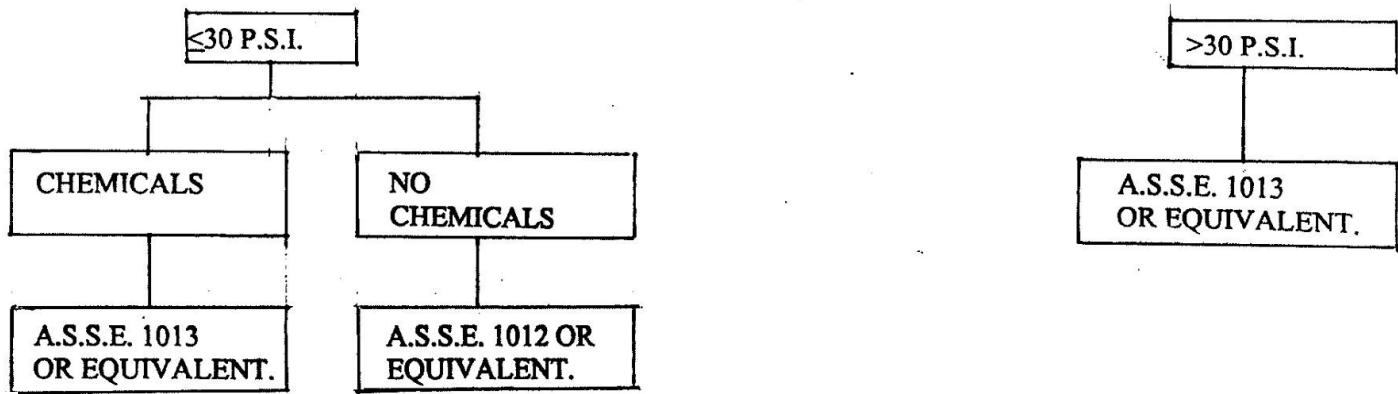 ≤30 P.S.I.
>30 P.S.I.
CHEMICALS
NO
CHEMICALS
A.S.S.E. 1013
OR EQUIVALENT.
A.S.S.E. 1013
OR EQUIVALENT.
A.S.S.E. 1012 OR
EQUIVALENT.